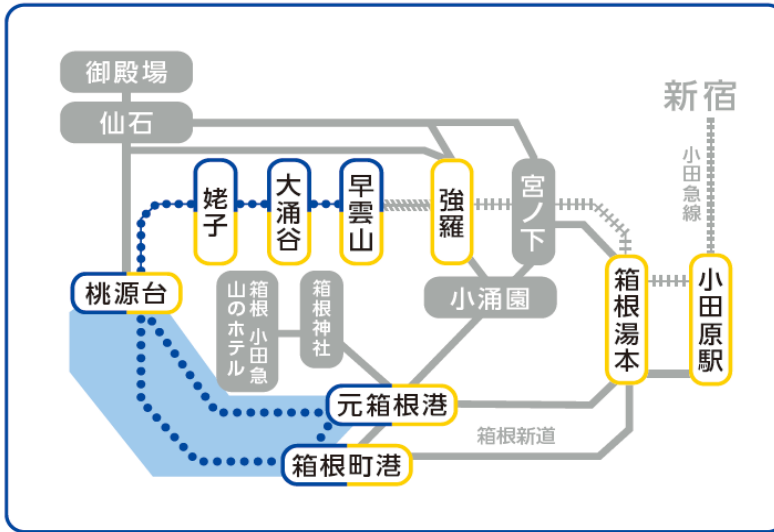 御殿場
仙石
新宿
小田急線
姥子
大涌谷
早雲山
強羅
宮ノ下
桃源台
箱根 小田急
山のホテル
箱根神社
小涌園
箱根湯本
小田原駅
元箱根港
箱根新道
箱根町港